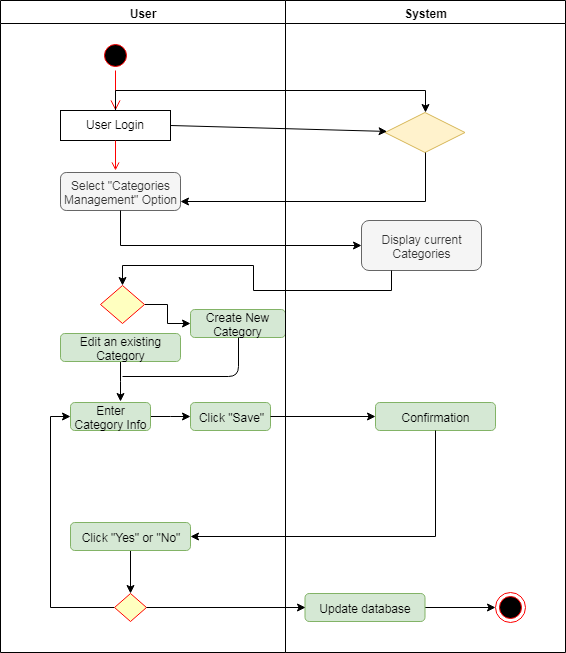 User
System
User Login
Select "Categories
Management" Option
Display current
Categories
Create New
Category
Edit an existing
Category
Enter
Category Info
Click "Save"
Confirmation
Click "Yes" or "No"
Update database